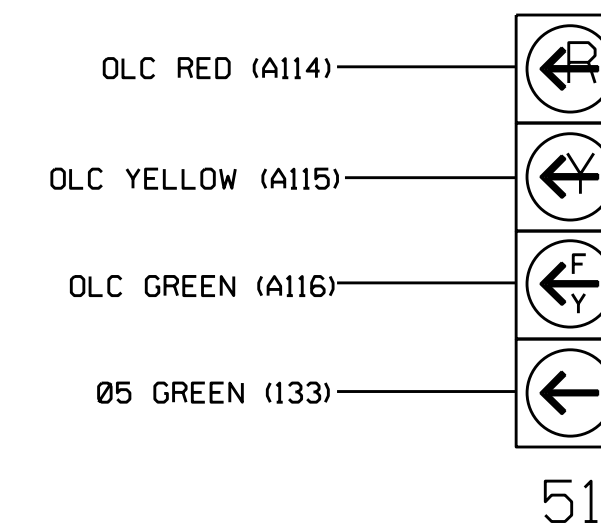 OLC RED (A114)
R
OLC YELLOW (A115)
Y
OLC GREEN (A116)
F
Y
Ø5 GREEN (133)
51